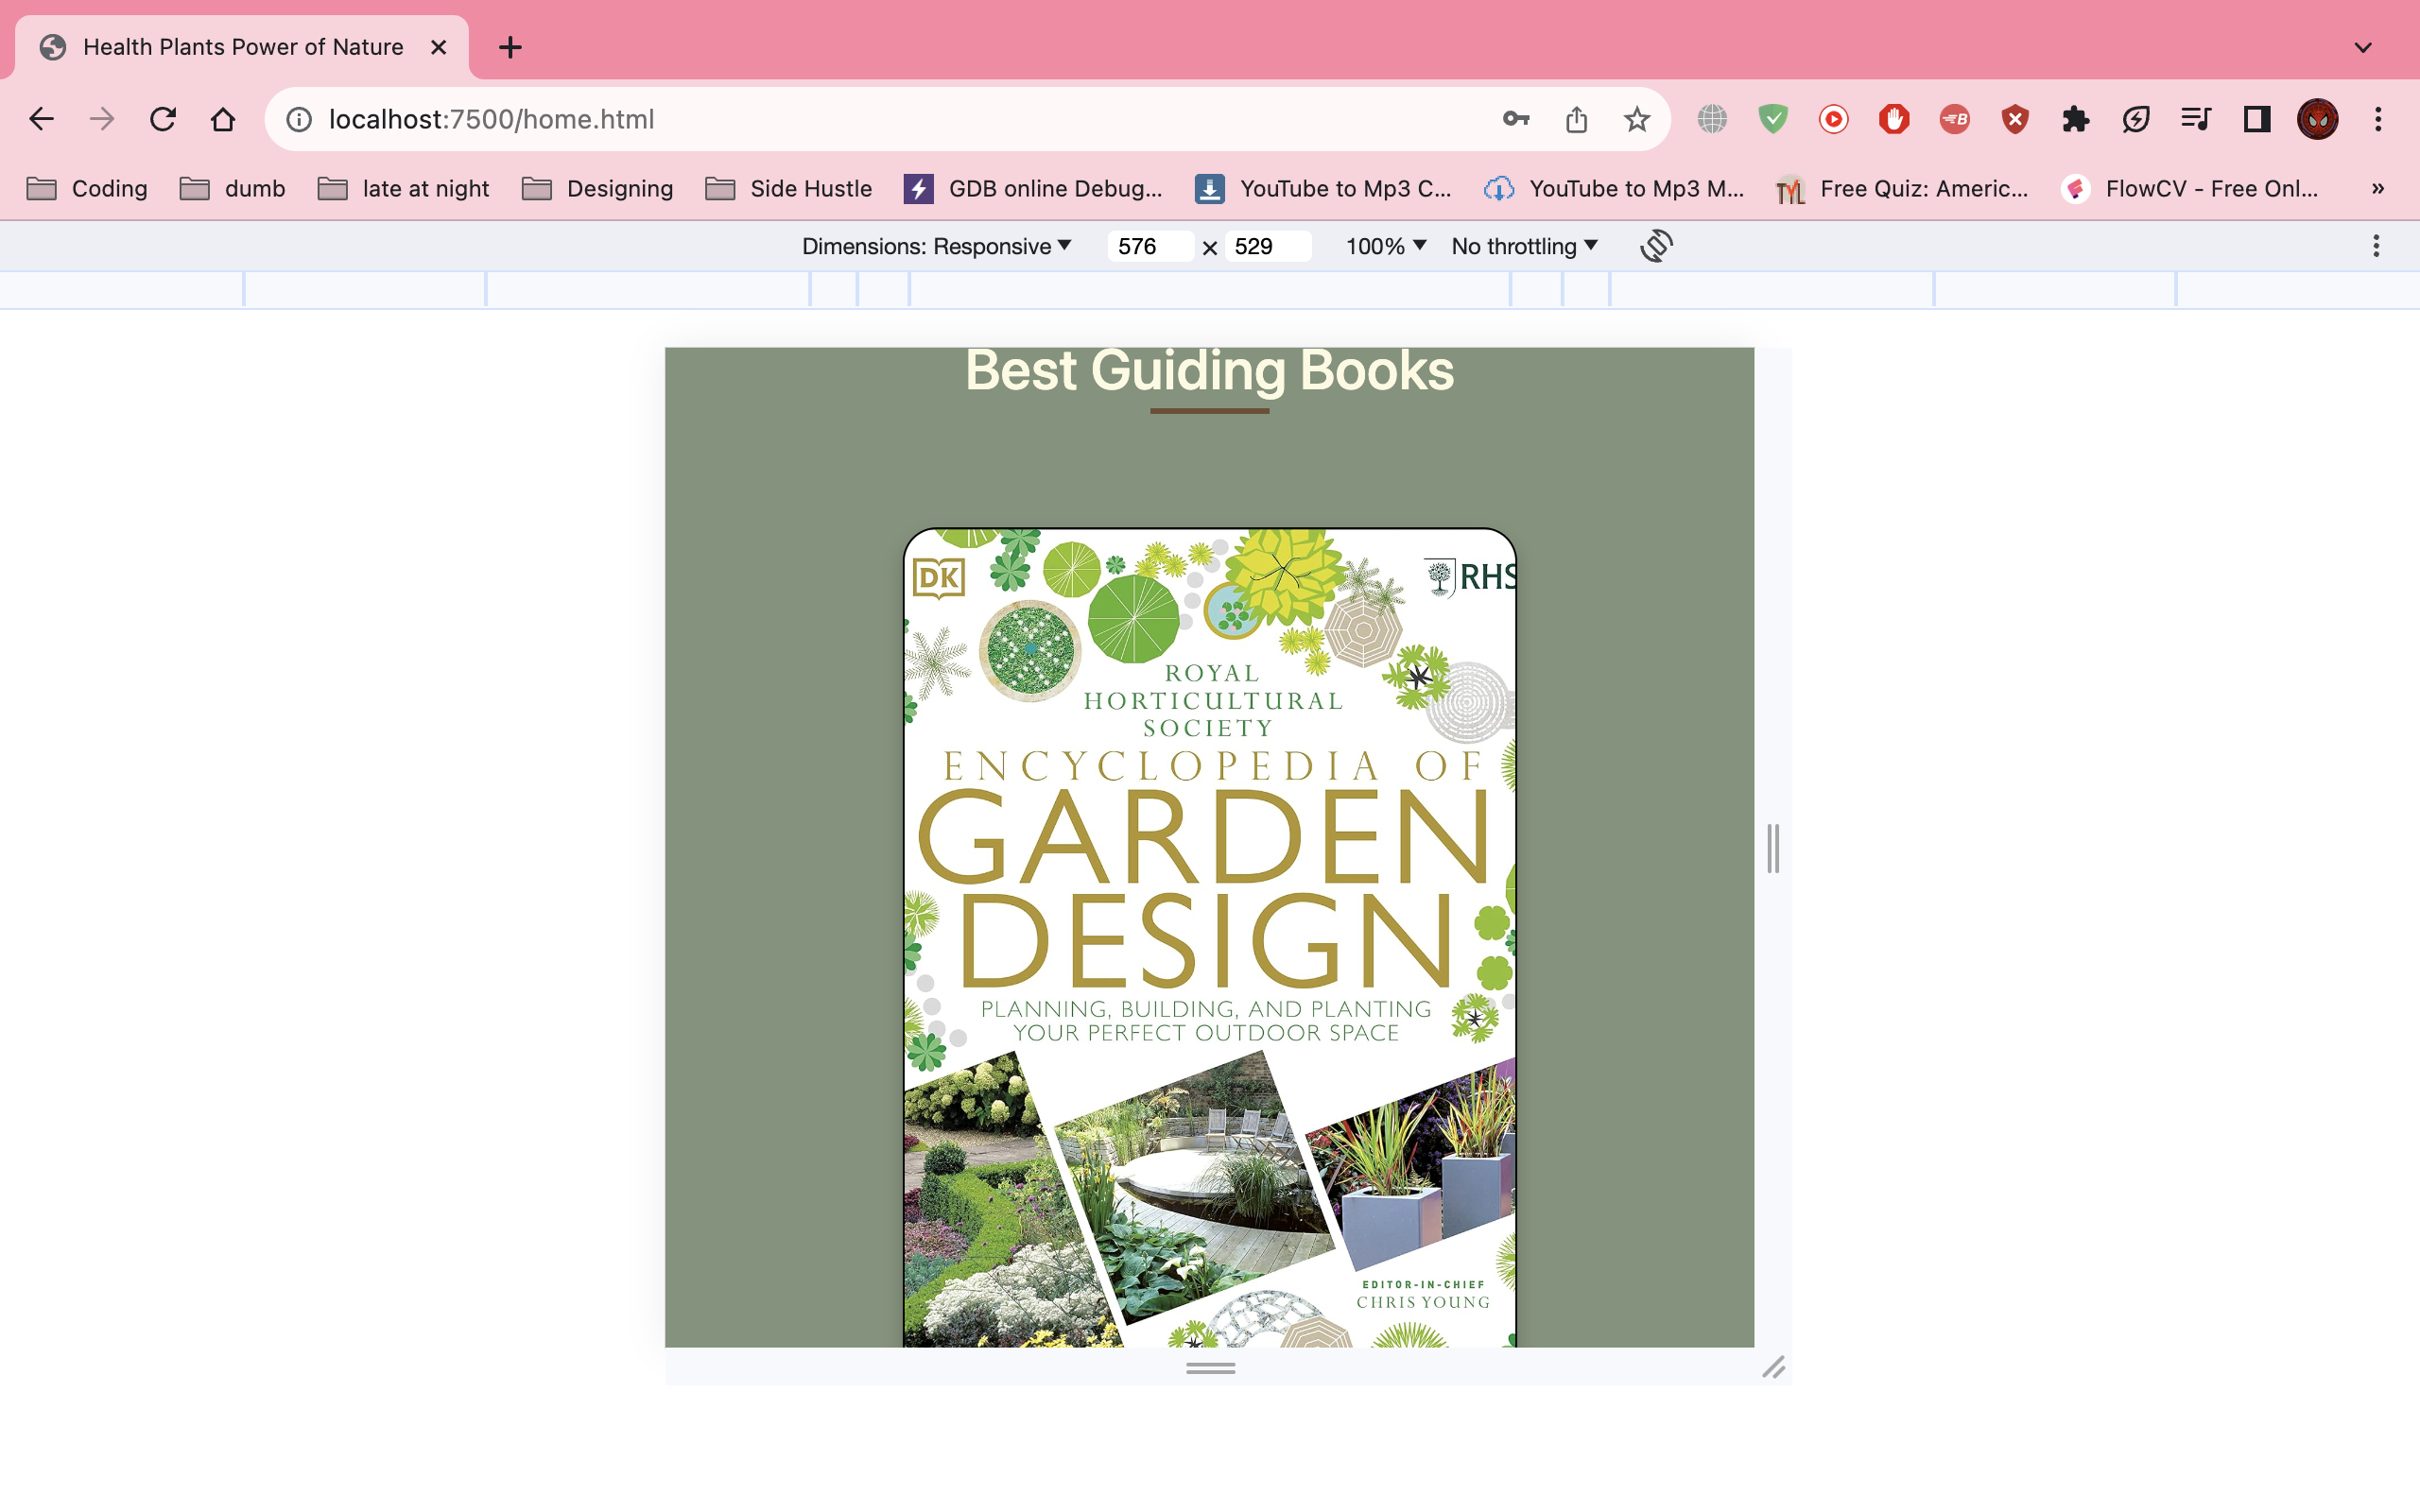 Health Plants Power of Nature
localhost:7500/home.html
Coding dumb late at night Designing Side Hustle GDB online Debug... YouTube to Mp3 C... YouTube to Mp3 M... Free Quiz: Americ... FlowCV - Free Onl... »
Dimensions: Responsive 576 × 529 100% No throttling
Best Guiding Books
DK
RHS
ROYAL
HORTICULTURAL
SOCIETY
ENCYCLOPEDIA OF
GARDEN
DESIGN
PLANNING, BUILDING, AND PLANTING
YOUR PERFECT OUTDOOR SPACE
EDITOR-IN-CHIEF
CHRIS YOUNG